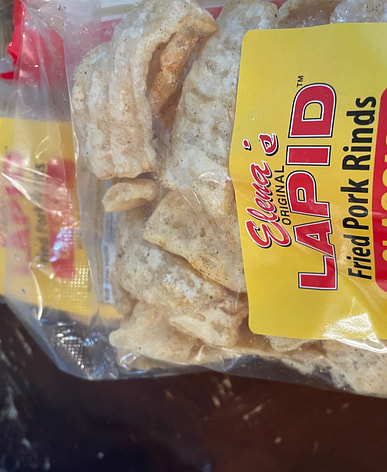 Elena's
ORIGINAL
LAPID™
Fried Pork Rinds